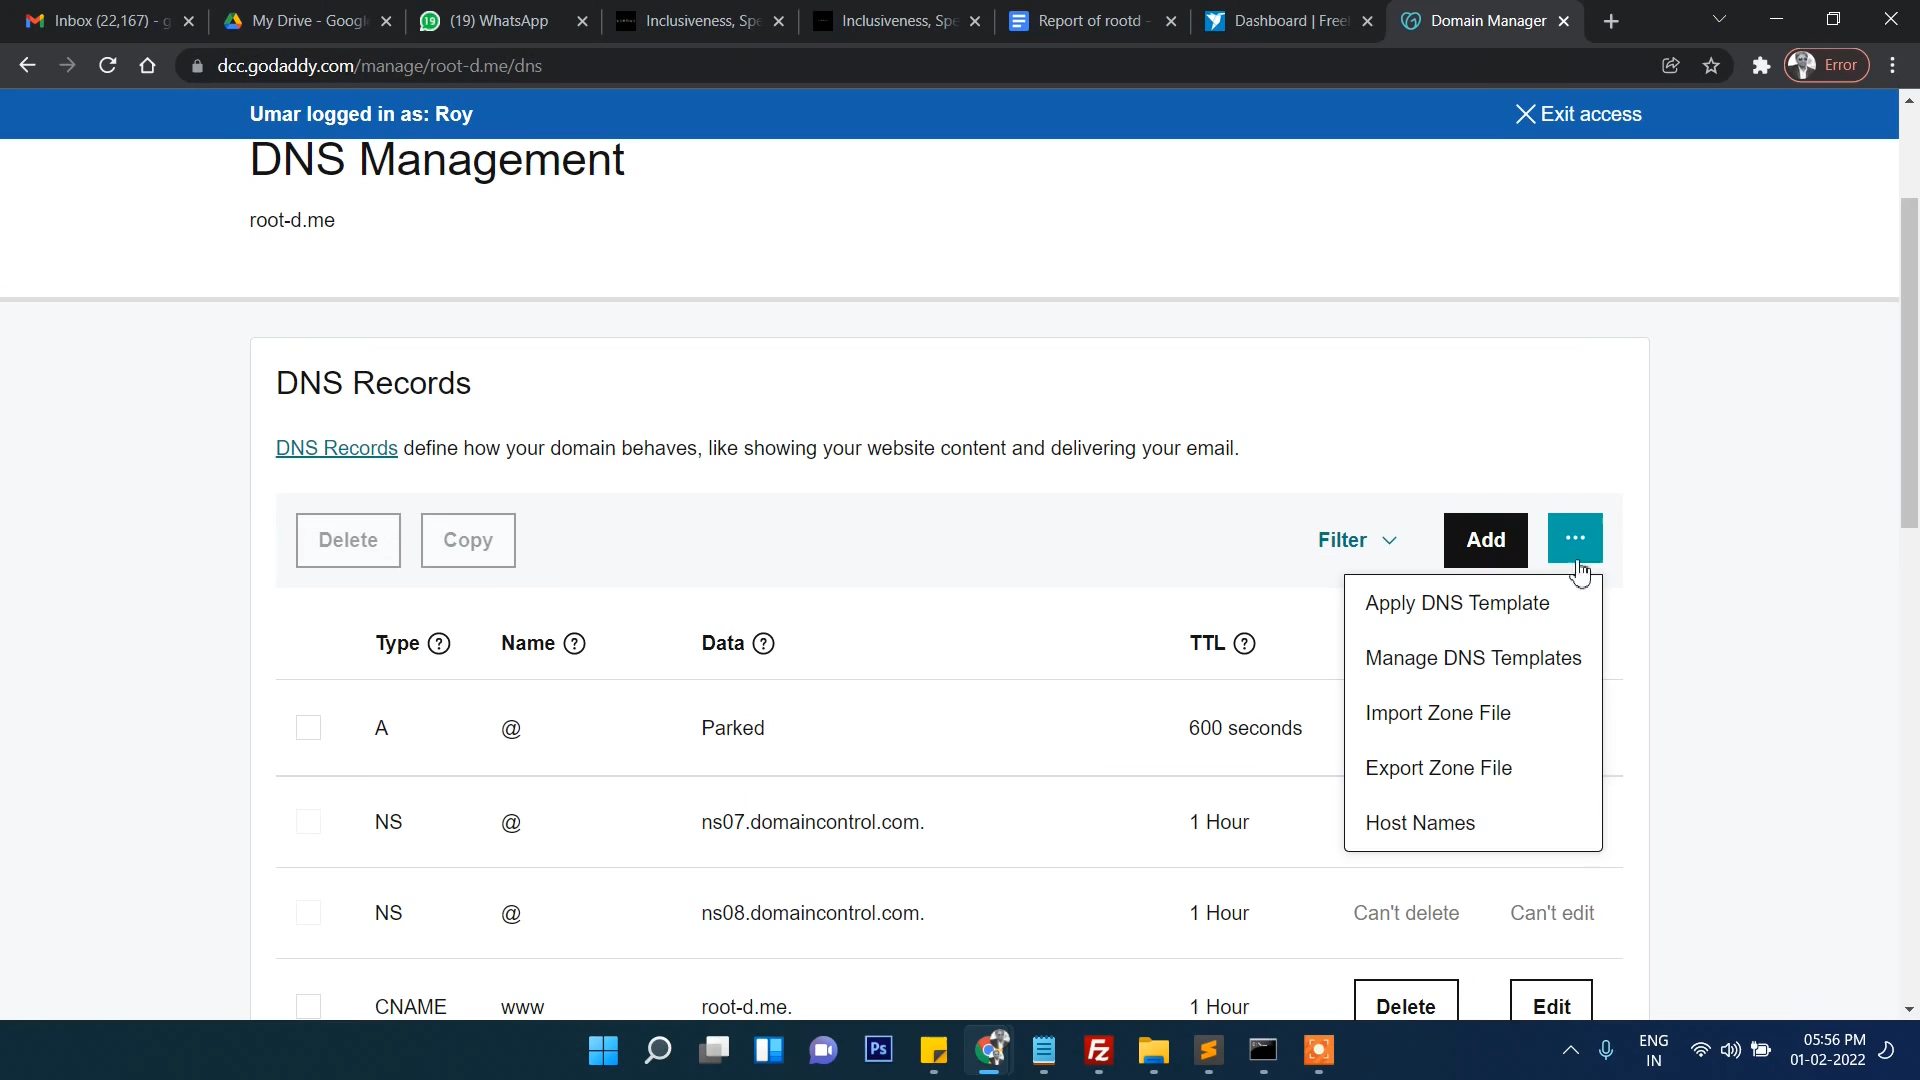 Inbox (22,167) - g
My Drive - Google
(19) WhatsApp
Inclusiveness, Spe
Inclusiveness, Spe
Report of rootd -
Dashboard | Freel
Domain Manager
dcc.godaddy.com/manage/root-d.me/dns
Error
Umar logged in as: Roy
Exit access
DNS Management
root-d.me
DNS Records
DNS Records define how your domain behaves, like showing your website content and delivering your email.
Delete
Copy
Filter
Add
Apply DNS Template
Manage DNS Templates
Import Zone File
Export Zone File
Host Names
Type Name Data TTL
A @ Parked 600 seconds
NS @ ns07.domaincontrol.com. 1 Hour
NS @ ns08.domaincontrol.com. 1 Hour Can't delete Can't edit
CNAME www root-d.me. 1 Hour Delete Edit
Ps
Fz
ENG
IN
05:56 PM
01-02-2022